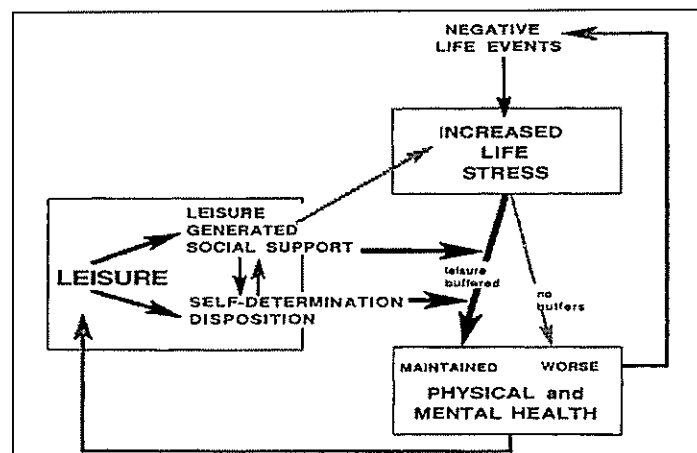 NEGATIVE
LIFE EVENTS
INCREASED
LIFE
STRESS
LEISURE
GENERATED
SOCIAL SUPPORT
LEISURE
SELF-DETERMINATION
DISPOSITION
leisure
buffered
no
buffers
MAINTAINED WORSE
PHYSICAL and
MENTAL HEALTH